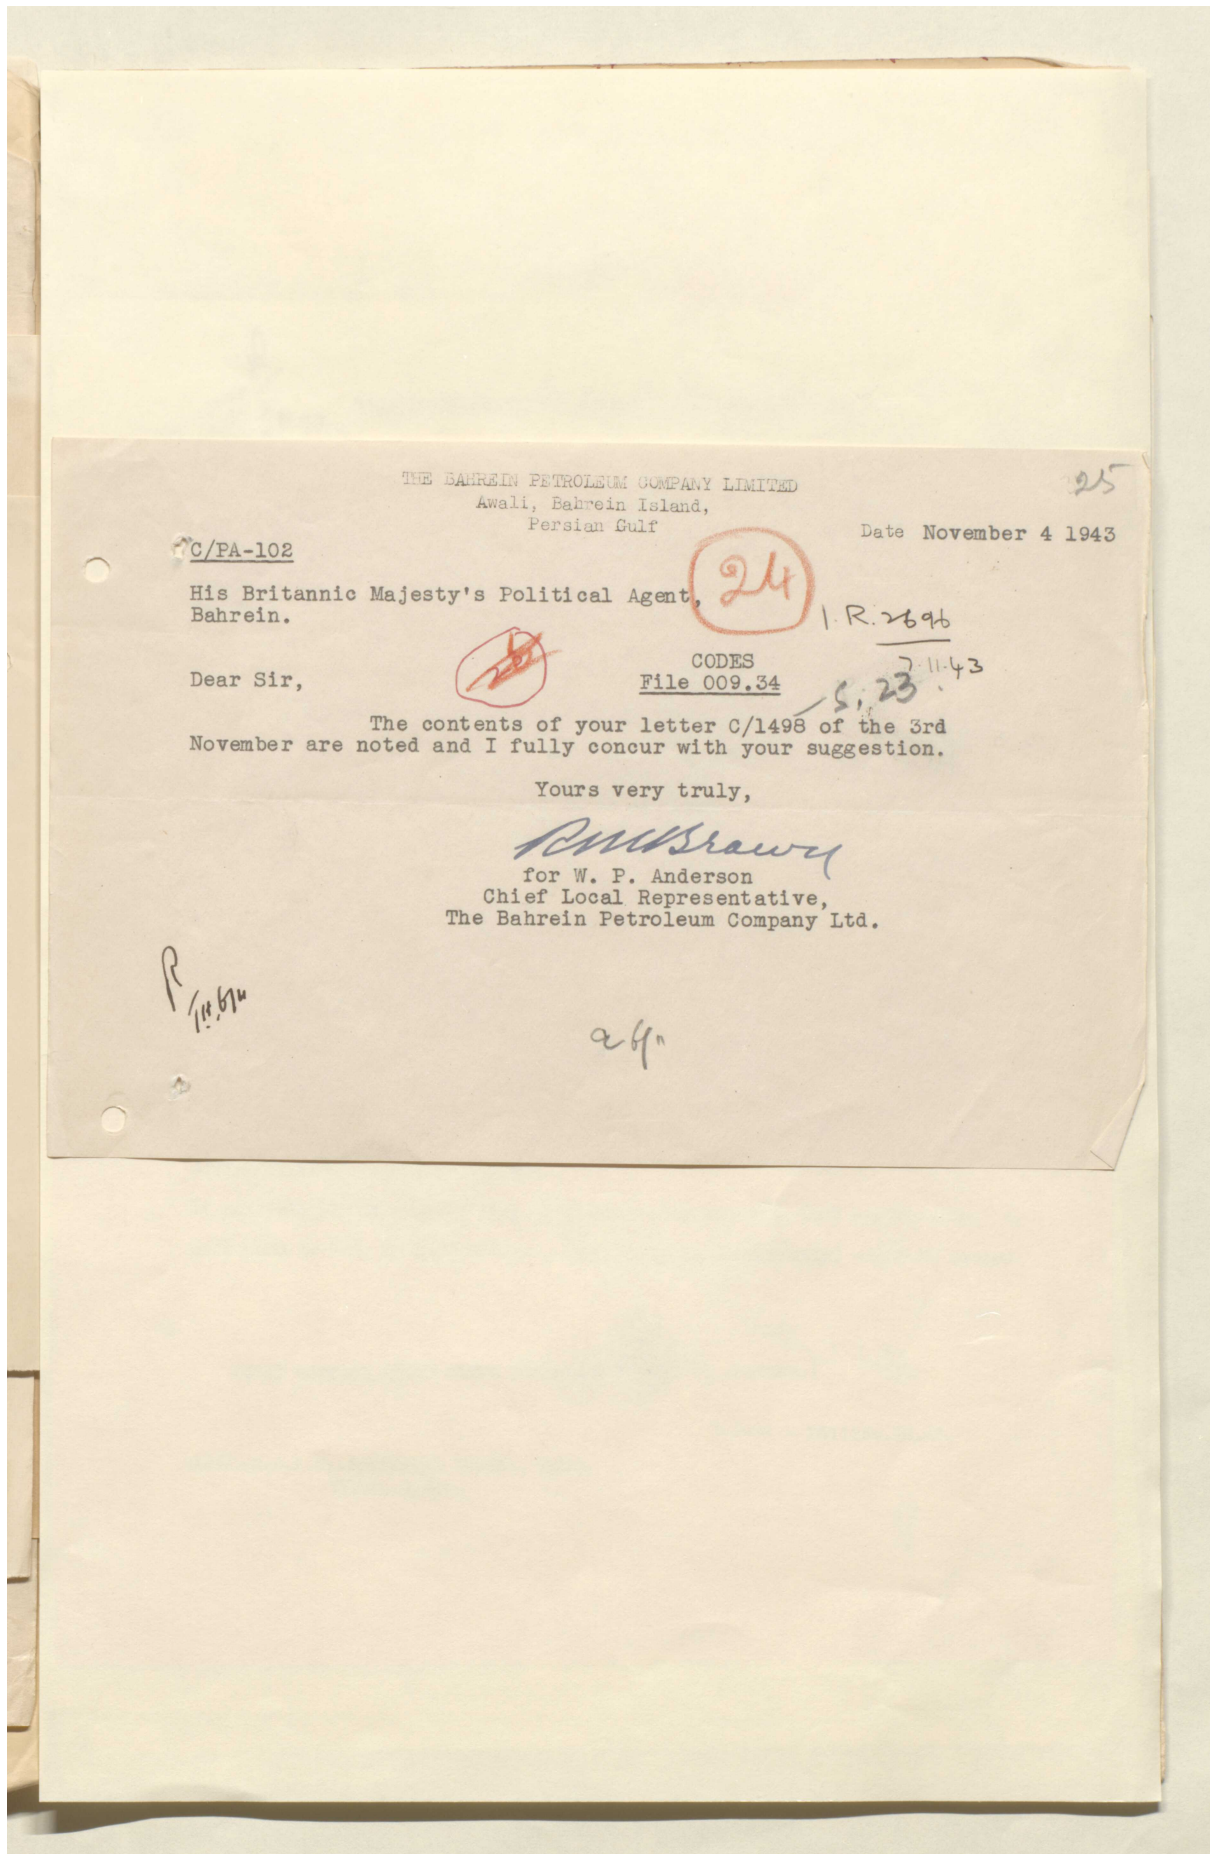 THE BAHREIN PETROLEUM COMPANY LIMITED
25
Awali, Bahrein Island,
Persian Gulf
Date November 4 1943
C/PA-102
24
His Britannic Majesty's Political Agent,
Bahrein.
I.R. 2696
7.11.43
CODES
Dear Sir,
File 009.34
S. 23
The contents of your letter C/1498 of the 3rd
November are noted and I fully concur with your suggestion.
Yours very truly,
RMBrown
for W. P. Anderson
Chief Local Representative,
The Bahrein Petroleum Company Ltd.